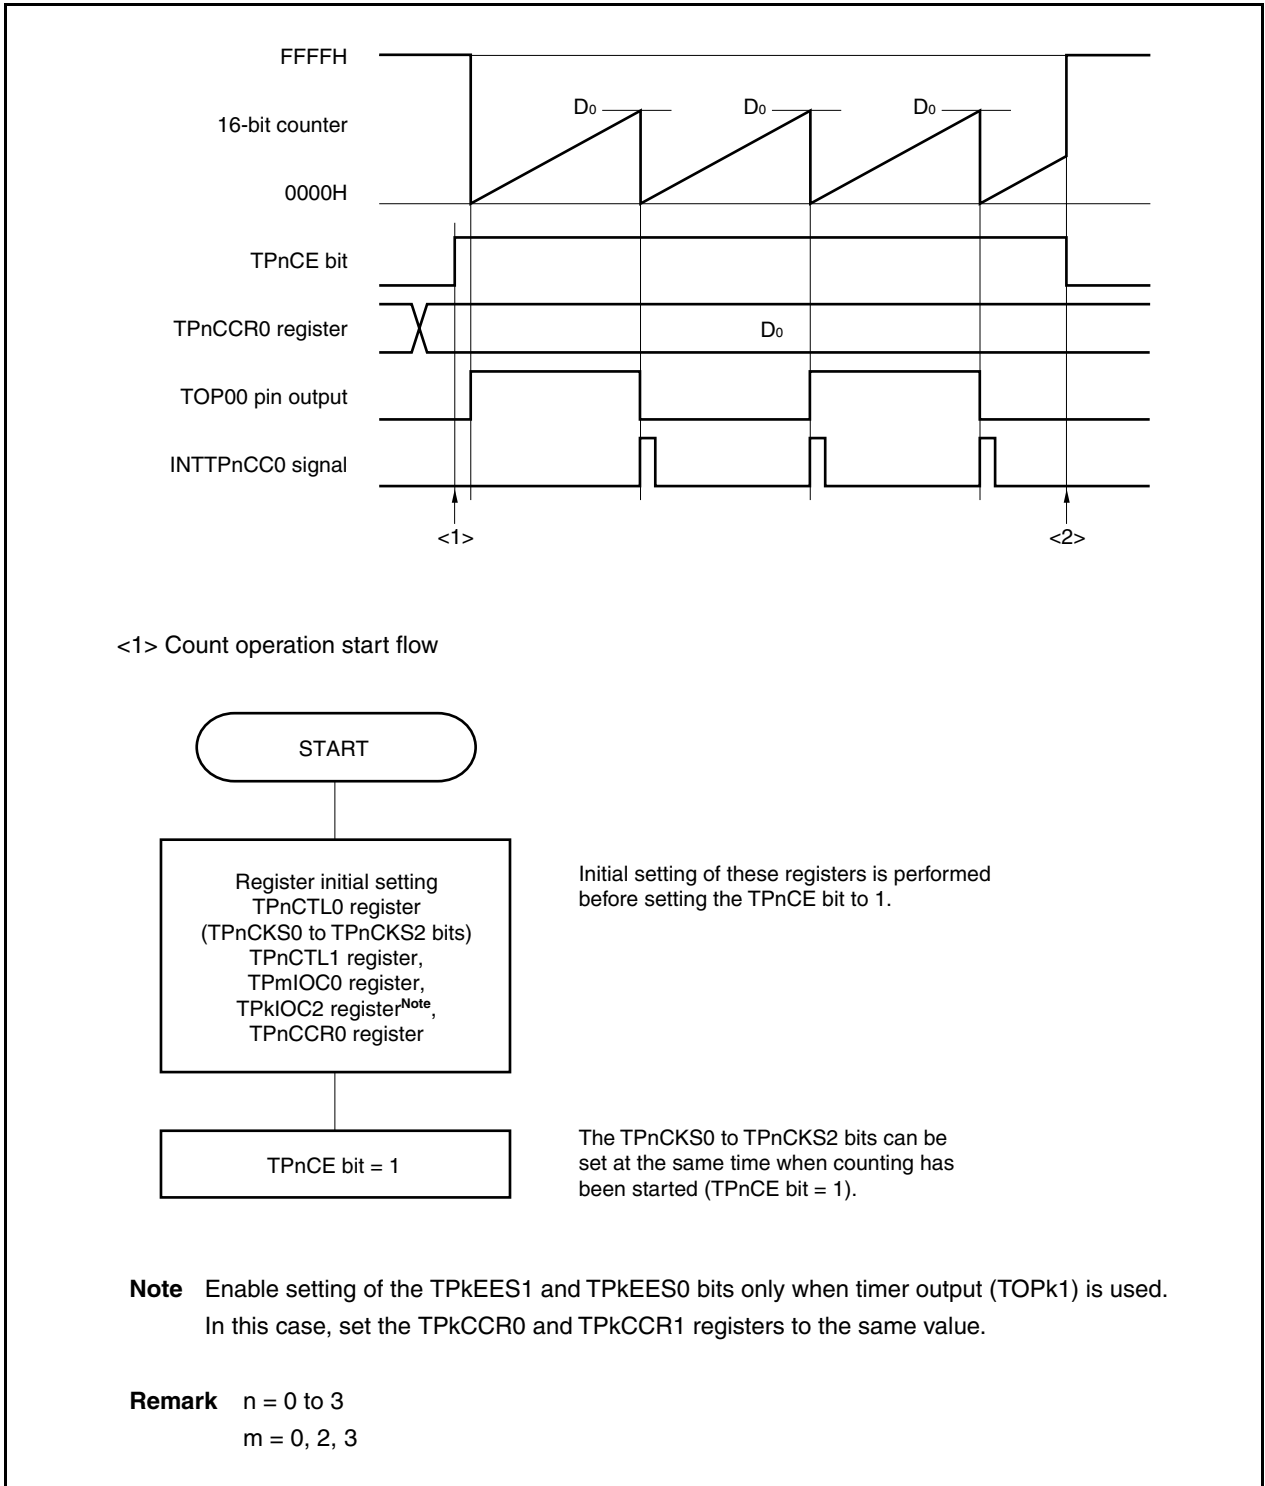 FFFFH
D0 D0 D0
16-bit counter
0000H
TPnCE bit
TPnCCR0 register D0
TOP00 pin output
INTTPnCC0 signal
<1> <2>
<1> Count operation start flow
START
Register initial setting
TPnCTL0 register
(TPnCKS0 to TPnCKS2 bits)
TPnCTL1 register,
TPmIOC0 register,
TPkIOC2 registerNote,
TPnCCR0 register
Initial setting of these registers is performed
before setting the TPnCE bit to 1.
TPnCE bit = 1
The TPnCKS0 to TPnCKS2 bits can be
set at the same time when counting has
been started (TPnCE bit = 1).
Note Enable setting of the TPkEES1 and TPkEES0 bits only when timer output (TOPk1) is used.
In this case, set the TPkCCR0 and TPkCCR1 registers to the same value.
Remark n = 0 to 3
m = 0, 2, 3